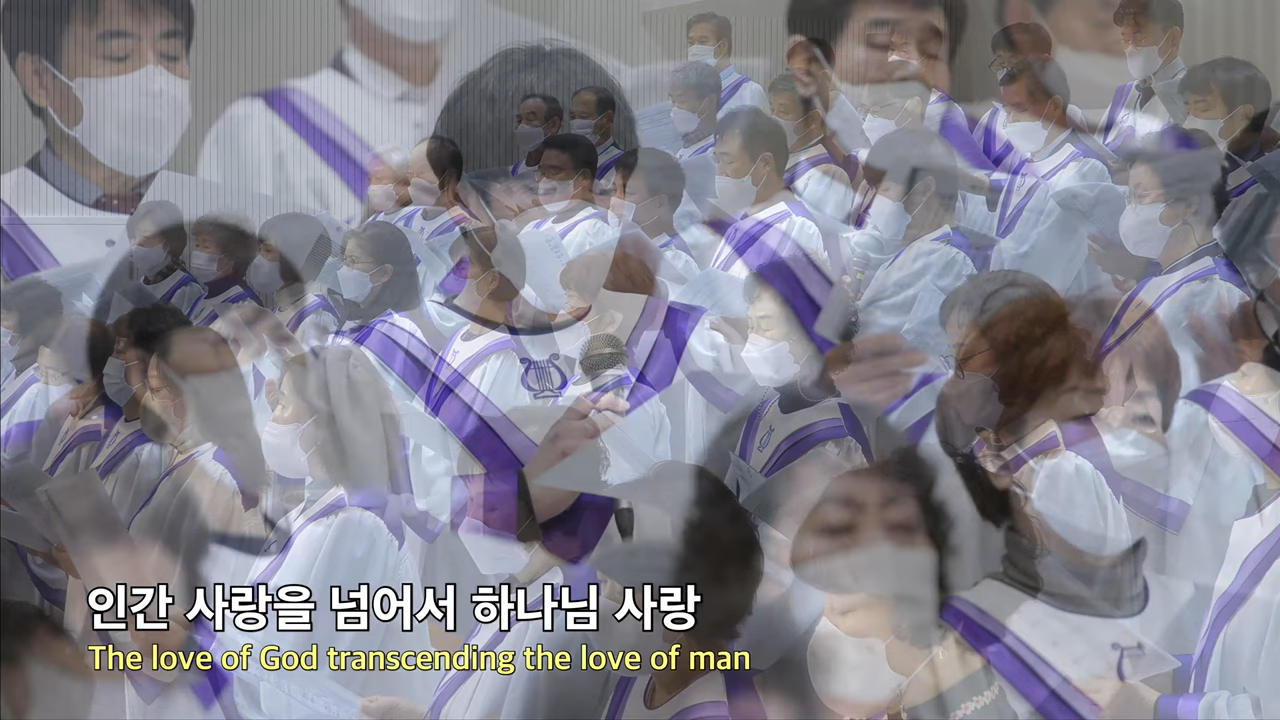 인간 사랑을 넘어서 하나님 사랑
The love of God transcending the love of man